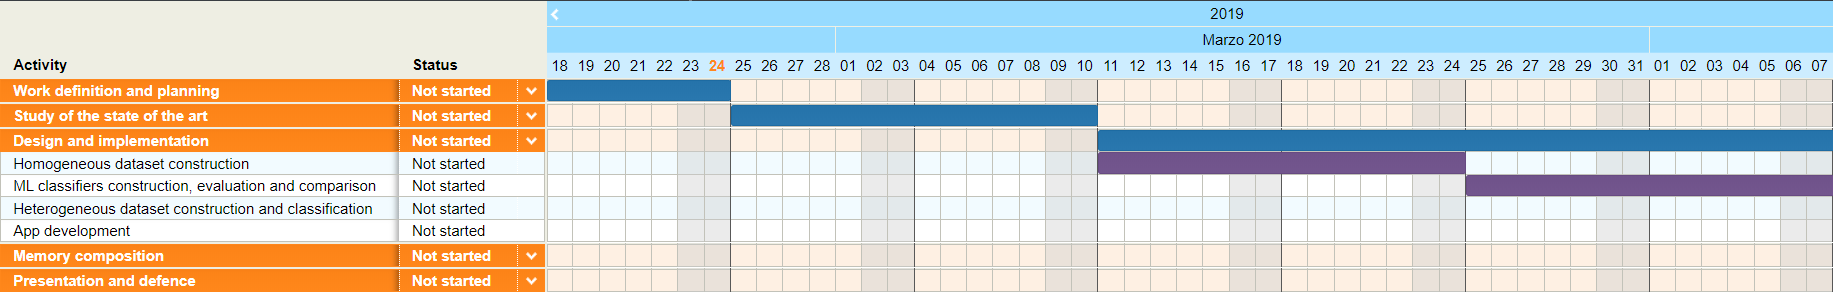 2019
Marzo 2019
Activity Status 18 19 20 21 22 23 24 25 26 27 28 01 02 03 04 05 06 07 08 09 10 11 12 13 14 15 16 17 18 19 20 21 22 23 24 25 26 27 28 29 30 31 01 02 03 04 05 06 07
Work definition and planning Not started
Study of the state of the art Not started
Design and implementation Not started
Homogeneous dataset construction Not started
ML classifiers construction, evaluation and comparison Not started
Heterogeneous dataset construction and classification Not started
App development Not started
Memory composition Not started
Presentation and defence Not started